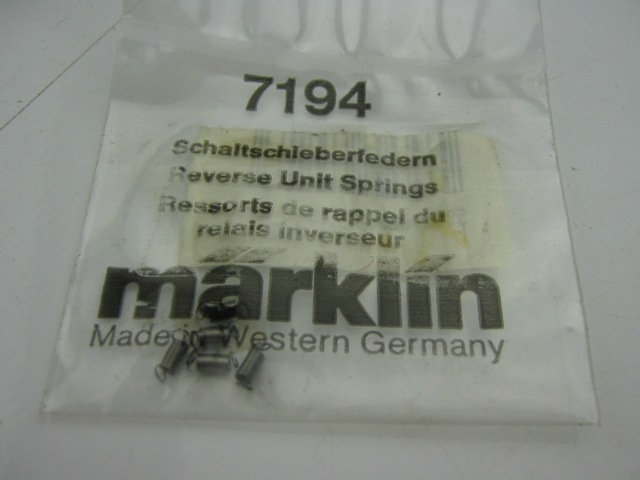 7194
Schaltschieberfedern
Reverse Unit Springs
Ressorts de rappel du
relais inverseur
märklin
Made in Western Germany